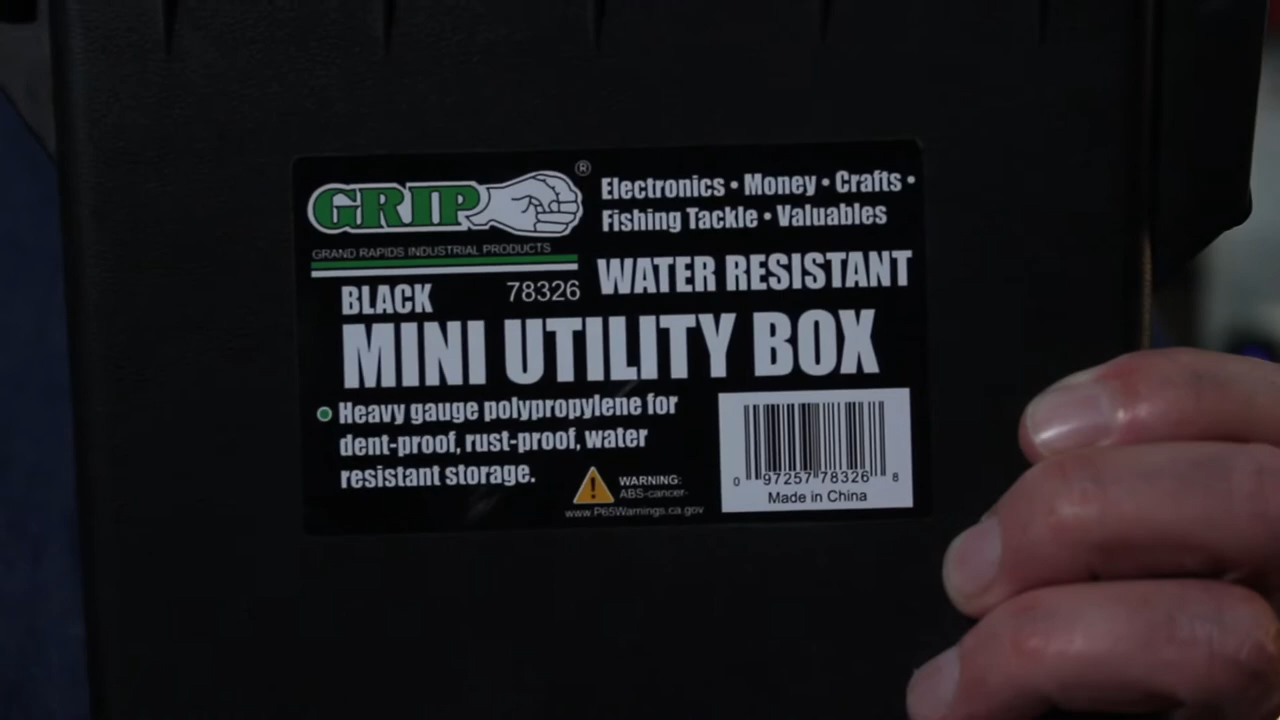 GRIP®
GRAND RAPIDS INDUSTRIAL PRODUCTS
Electronics • Money • Crafts •
Fishing Tackle • Valuables
WATER RESISTANT
BLACK 78326
MINI UTILITY BOX
Heavy gauge polypropylene for
dent-proof, rust-proof, water
resistant storage.
WARNING:
ABS-cancer-
www.P65Warnings.ca.gov
0 97257 78326 8
Made in China